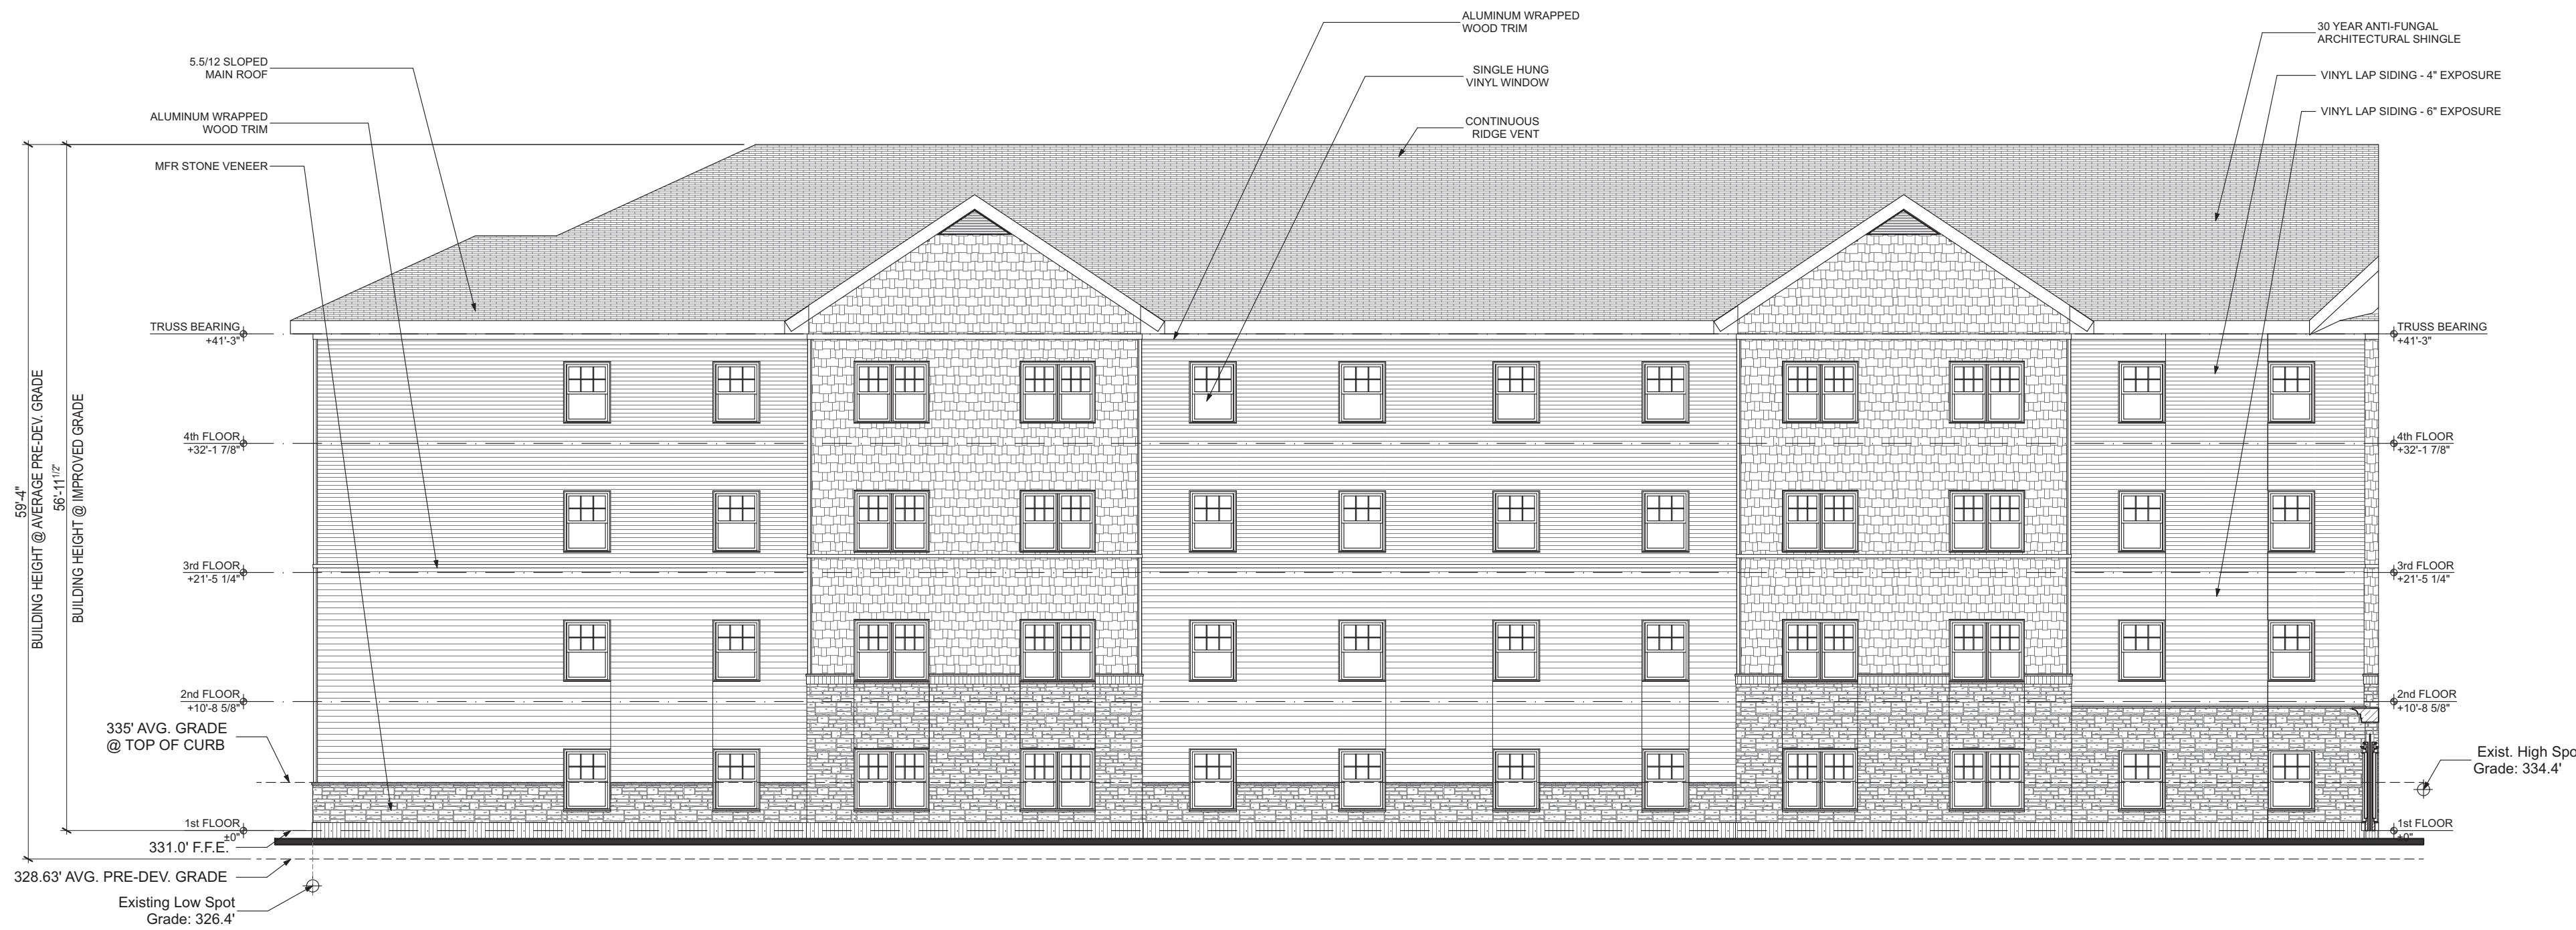 ALUMINUM WRAPPED
WOOD TRIM
30 YEAR ANTI-FUNGAL
ARCHITECTURAL SHINGLE
5.5/12 SLOPED
MAIN ROOF
SINGLE HUNG
VINYL WINDOW
VINYL LAP SIDING - 4" EXPOSURE
VINYL LAP SIDING - 6" EXPOSURE
ALUMINUM WRAPPED
WOOD TRIM
CONTINUOUS
RIDGE VENT
MFR STONE VENEER
TRUSS BEARING
+41'-3"
TRUSS BEARING
+41'-3"
59'-4"
BUILDING HEIGHT @ AVERAGE PRE-DEV. GRADE
56'-11 1/2"
BUILDING HEIGHT @ IMPROVED GRADE
4th FLOOR
+32'-1 7/8"
4th FLOOR
+32'-1 7/8"
3rd FLOOR
+21'-5 1/4"
3rd FLOOR
+21'-5 1/4"
2nd FLOOR
+10'-8 5/8"
2nd FLOOR
+10'-8 5/8"
335' AVG. GRADE
@ TOP OF CURB
Exist. High Spo
Grade: 334.4'
1st FLOOR
±0"
1st FLOOR
±0"
331.0' F.F.E.
328.63' AVG. PRE-DEV. GRADE
Existing Low Spot
Grade: 326.4'